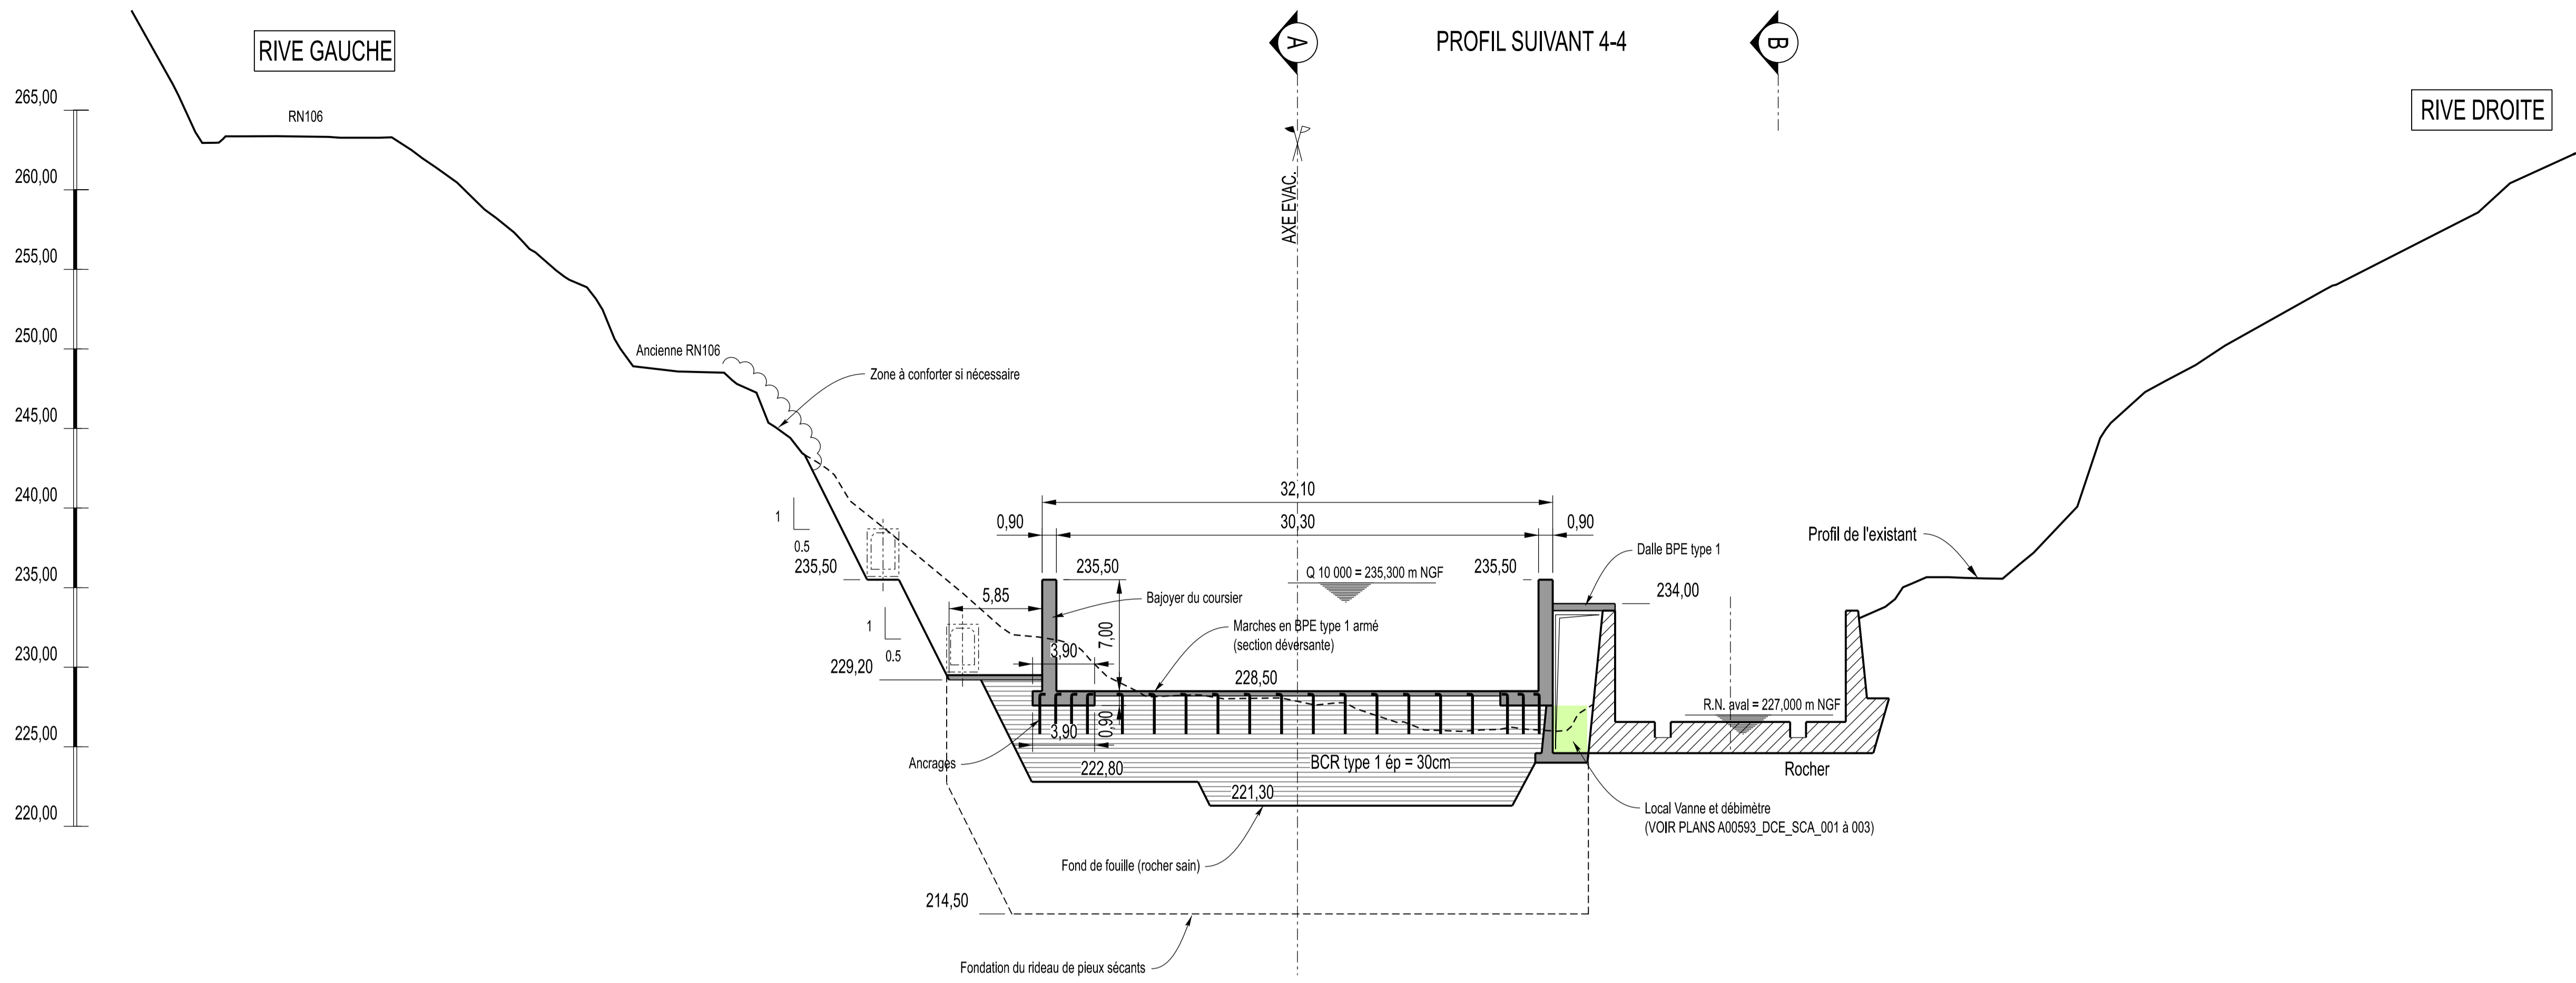 RIVE GAUCHE
A
PROFIL SUIVANT 4-4
B
RIVE DROITE
265,00
RN106
260,00
AXE EVAC.
255,00
250,00
Ancienne RN106
Zone à conforter si nécessaire
245,00
240,00
32,10
1
0.5
0,90
30,30
0,90
Profil de l'existant
Dalle BPE type 1
235,00
235,50
235,50
Q 10 000 = 235,300 m NGF
235,50
5,85
Bajoyer du coursier
234,00
1
0.5
7,00
Marches en BPE type 1 armé
(section déversante)
230,00
229,20
3,90
228,50
R.N. aval = 227,000 m NGF
225,00
3,90
0,90
Ancrages
222,80
BCR type 1 ép = 30cm
Rocher
221,30
220,00
Local Vanne et débimètre
(VOIR PLANS A00593_DCE_SCA_001 à 003)
Fond de fouille (rocher sain)
214,50
Fondation du rideau de pieux sécants